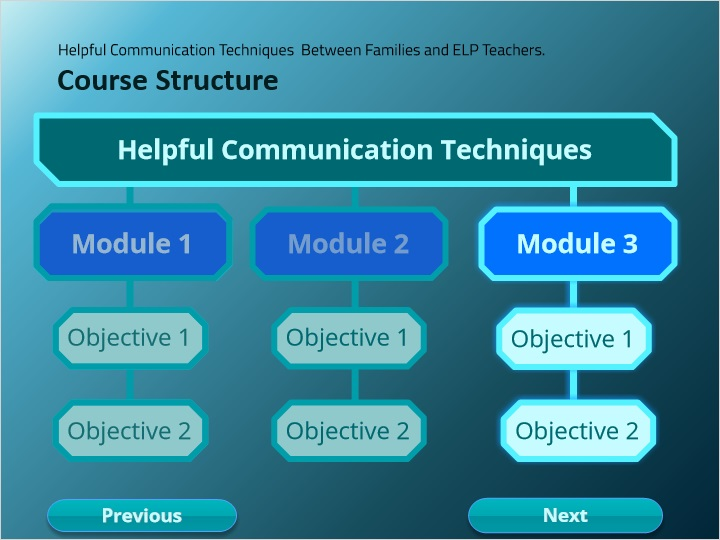 Helpful Communication Techniques  Between Families and ELP Teachers.
Course Structure
Helpful Communication Techniques
Module 1
Module 2
Module 3
Objective 1
Objective 1
Objective 1
Objective 2
Objective 2
Objective 2
Previous
Next